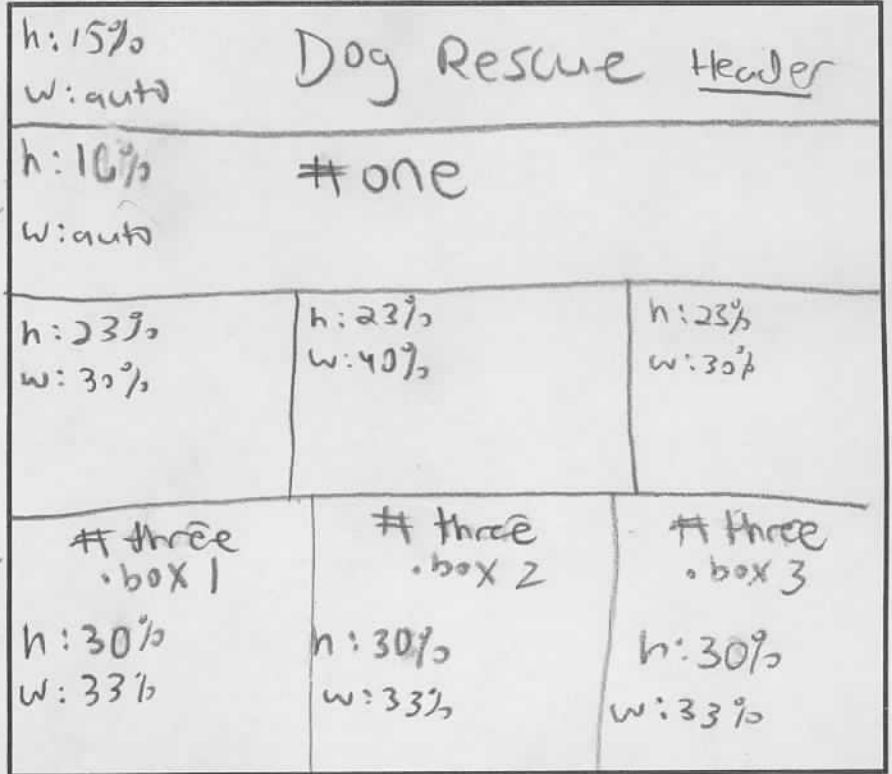 h:15%
w:auto
Dog Rescue Header
w:auto
#one
h:23%
w:30%
h:23%
w:40%
h:23%
w:30%
#three
.box 1
h:30%
w:33%
#three
.box 2
h:30%
w:33%
#three
.box 3
h:30%
w:33%